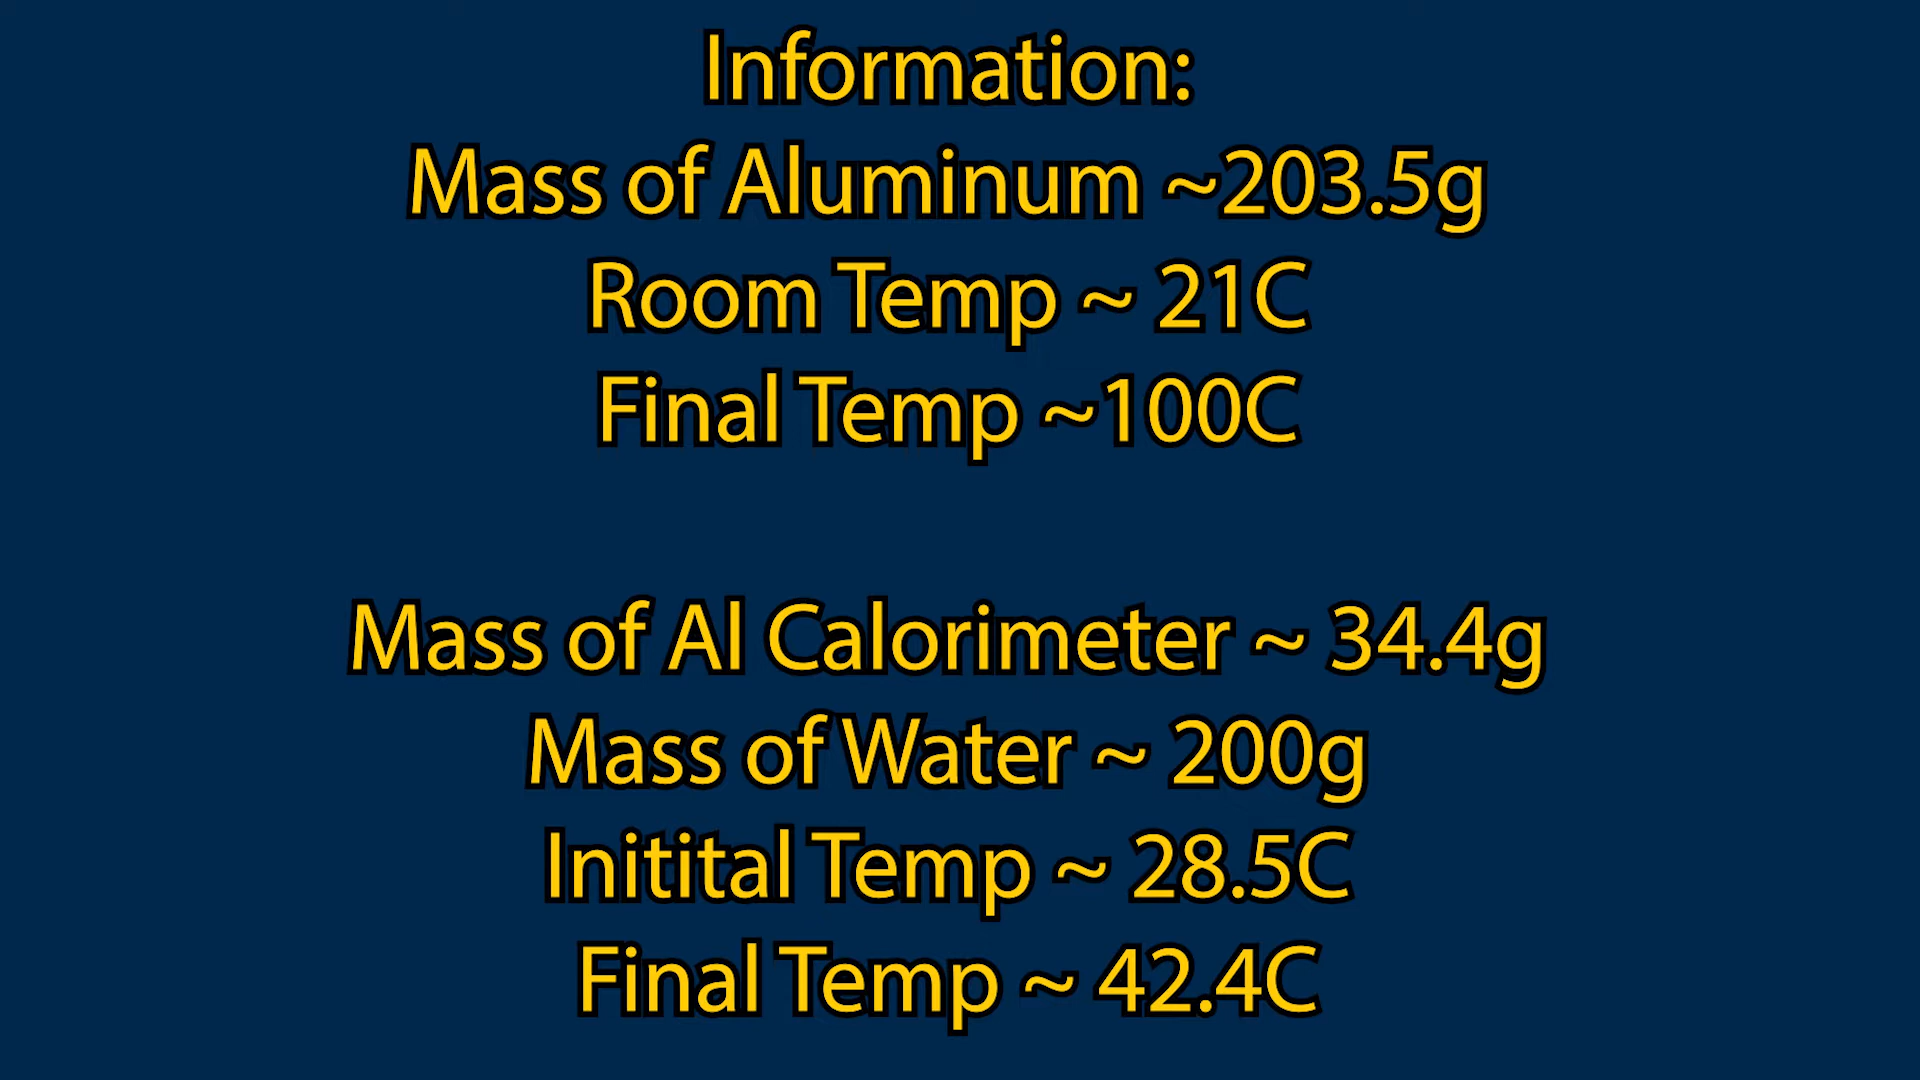 Information:
Mass of Aluminum ~203.5g
Room Temp ~ 21C
Final Temp ~100C
Mass of Al Calorimeter ~ 34.4g
Mass of Water ~ 200g
Initital Temp ~ 28.5C
Final Temp ~ 42.4C